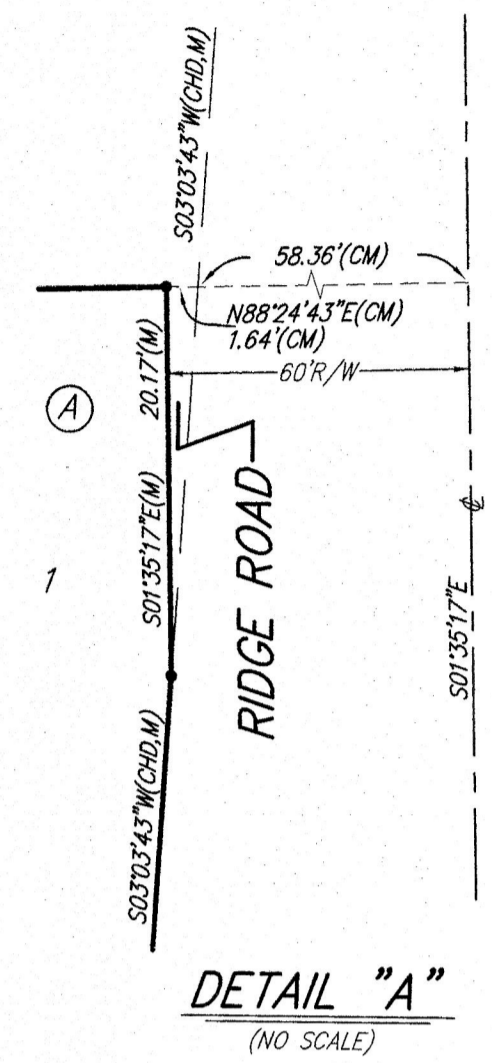 S03°03'43"W(CHD,M)
58.36'(CM)
N88°24'43"E(CM)
1.64'(CM)
60'R/W
20.17'(M)
A
S01°35'17"E(M)
1
RIDGE ROAD
℄
S01°35'17"E
S03°03'43"W(CHD,M)
DETAIL "A"
(NO SCALE)